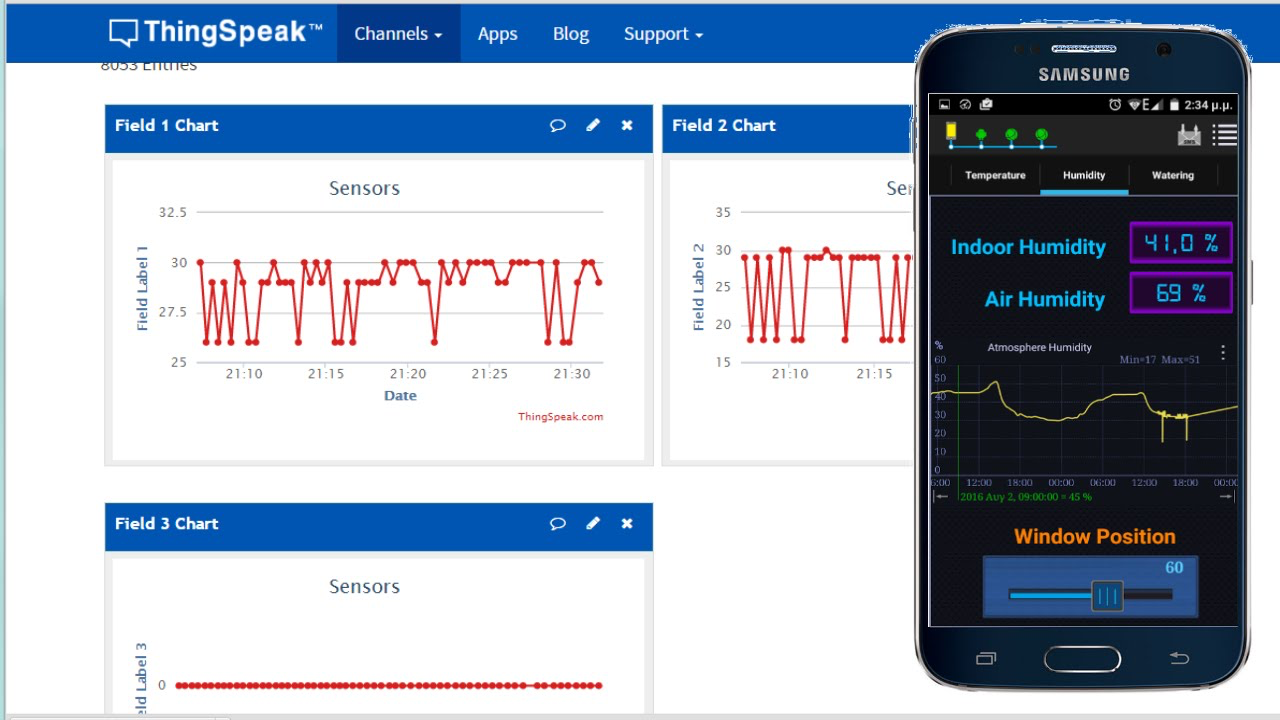 ThingSpeak™
Channels
Apps
Blog
Support
8053 Entries
Field 1 Chart
Sensors
Field Label 1
32.5
30
27.5
25
21:10
21:15
21:20
21:25
21:30
Date
ThingSpeak.com
Field 2 Chart
Field Label 2
35
30
25
20
15
21:10
21:15
Field 3 Chart
Sensors
0
SAMSUNG
E
2:34 μ.μ.
Temperature
Humidity
Watering
Indoor Humidity
41,0 %
Air Humidity
69 %
Atmosphere Humidity
Min=17 Max=51
%
60
50
40
30
20
10
0
6:00
12:00
18:00
00:00
06:00
12:00
18:00
00:00
2016 Αυγ 2, 09:00:00 = 45 %
Window Position
60